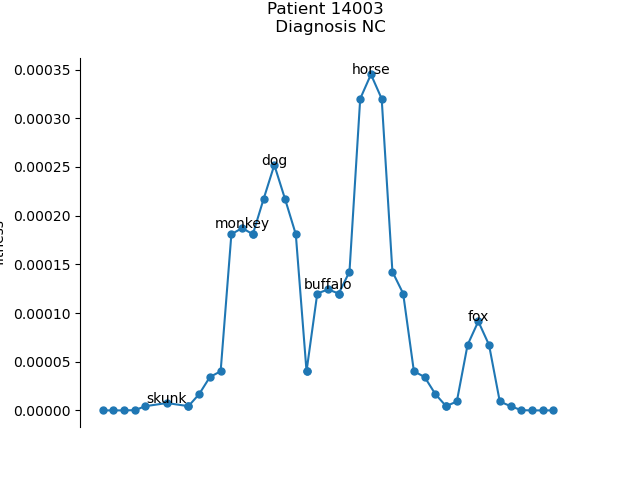 Patient 14003
Diagnosis NC
0.00035
0.00030
0.00025
0.00020
0.00015
0.00010
0.00005
0.00000
horse
dog
monkey
buffalo
fox
skunk